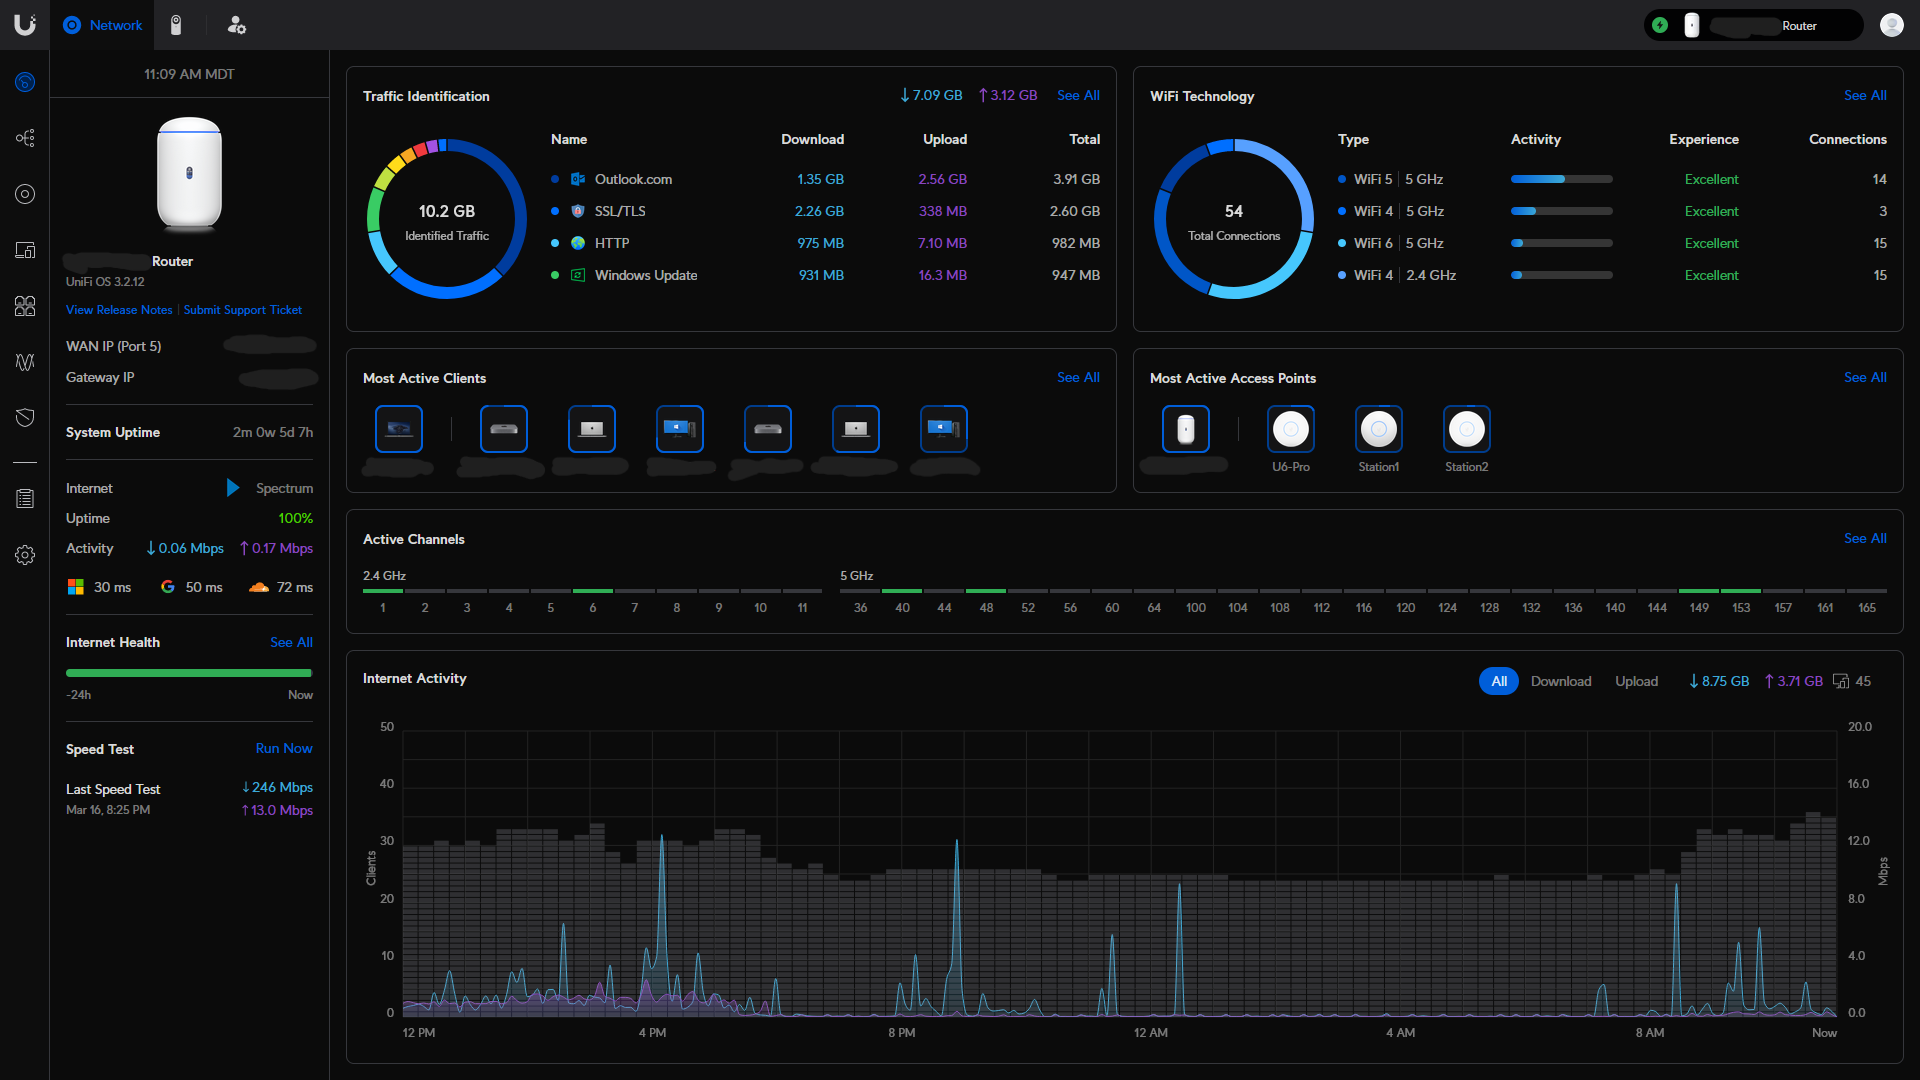 Network
Router
11:09 AM MDT
Router
UniFi OS 3.2.12
View Release Notes | Submit Support Ticket
WAN IP (Port 5)
Gateway IP
System Uptime 2m 0w 5d 7h
Internet Spectrum
Uptime 100%
Activity ↓0.06 Mbps ↑0.17 Mbps
30 ms 50 ms 72 ms
Internet Health See All
-24h Now
Speed Test Run Now
Last Speed Test ↓246 Mbps
Mar 16, 8:25 PM ↑13.0 Mbps
Traffic Identification ↓7.09 GB ↑3.12 GB See All
10.2 GB
Identified Traffic
Name Download Upload Total
Outlook.com 1.35 GB 2.56 GB 3.91 GB
SSL/TLS 2.26 GB 338 MB 2.60 GB
HTTP 975 MB 7.10 MB 982 MB
Windows Update 931 MB 16.3 MB 947 MB
WiFi Technology See All
54
Total Connections
Type Activity Experience Connections
WiFi 5 | 5 GHz Excellent 14
WiFi 4 | 5 GHz Excellent 3
WiFi 6 | 5 GHz Excellent 15
WiFi 4 | 2.4 GHz Excellent 15
Most Active Clients See All
Most Active Access Points See All
U6-Pro Station1 Station2
Active Channels See All
2.4 GHz
1 2 3 4 5 6 7 8 9 10 11
5 GHz
36 40 44 48 52 56 60 64 100 104 108 112 116 120 124 128 132 136 140 144 149 153 157 161 165
Internet Activity All Download Upload ↓8.75 GB ↑3.71 GB 45
50 20.0
40 16.0
30 12.0
Clients Mbps
20 8.0
10 4.0
0 0.0
12 PM 4 PM 8 PM 12 AM 4 AM 8 AM Now